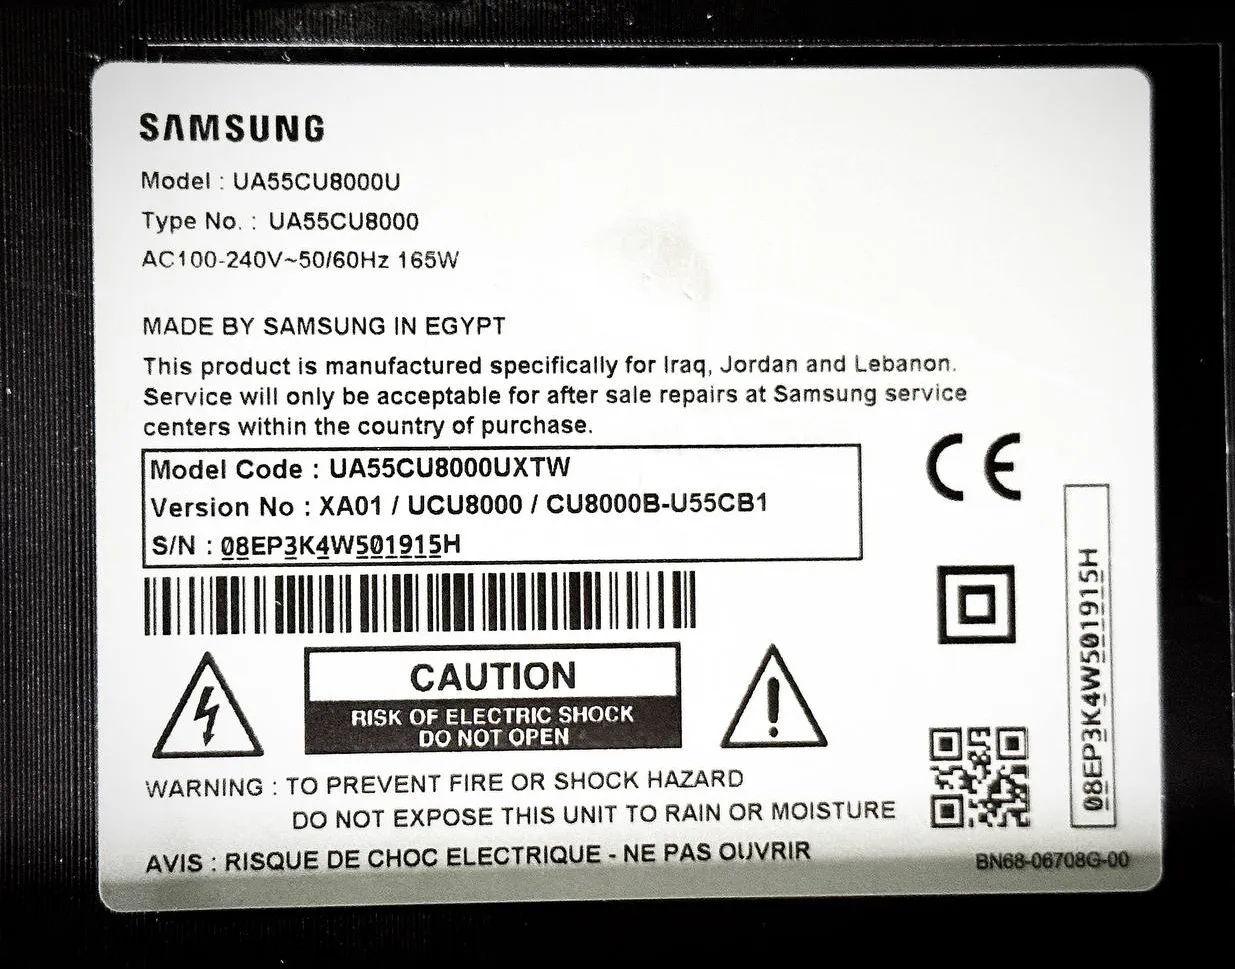 SAMSUNG
Model : UA55CU8000U
Type No. : UA55CU8000
AC100-240V~50/60Hz 165W
MADE BY SAMSUNG IN EGYPT
This product is manufactured specifically for Iraq, Jordan and Lebanon.
Service will only be acceptable for after sale repairs at Samsung service
centers within the country of purchase.
Model Code : UA55CU8000UXTW
Version No : XA01 / UCU8000 / CU8000B-U55CB1
S/N : 08EP3K4W501915H
CE
08EP3K4W501915H
CAUTION
RISK OF ELECTRIC SHOCK
DO NOT OPEN
WARNING : TO PREVENT FIRE OR SHOCK HAZARD
DO NOT EXPOSE THIS UNIT TO RAIN OR MOISTURE
AVIS : RISQUE DE CHOC ELECTRIQUE - NE PAS OUVRIR
BN68-06708G-00